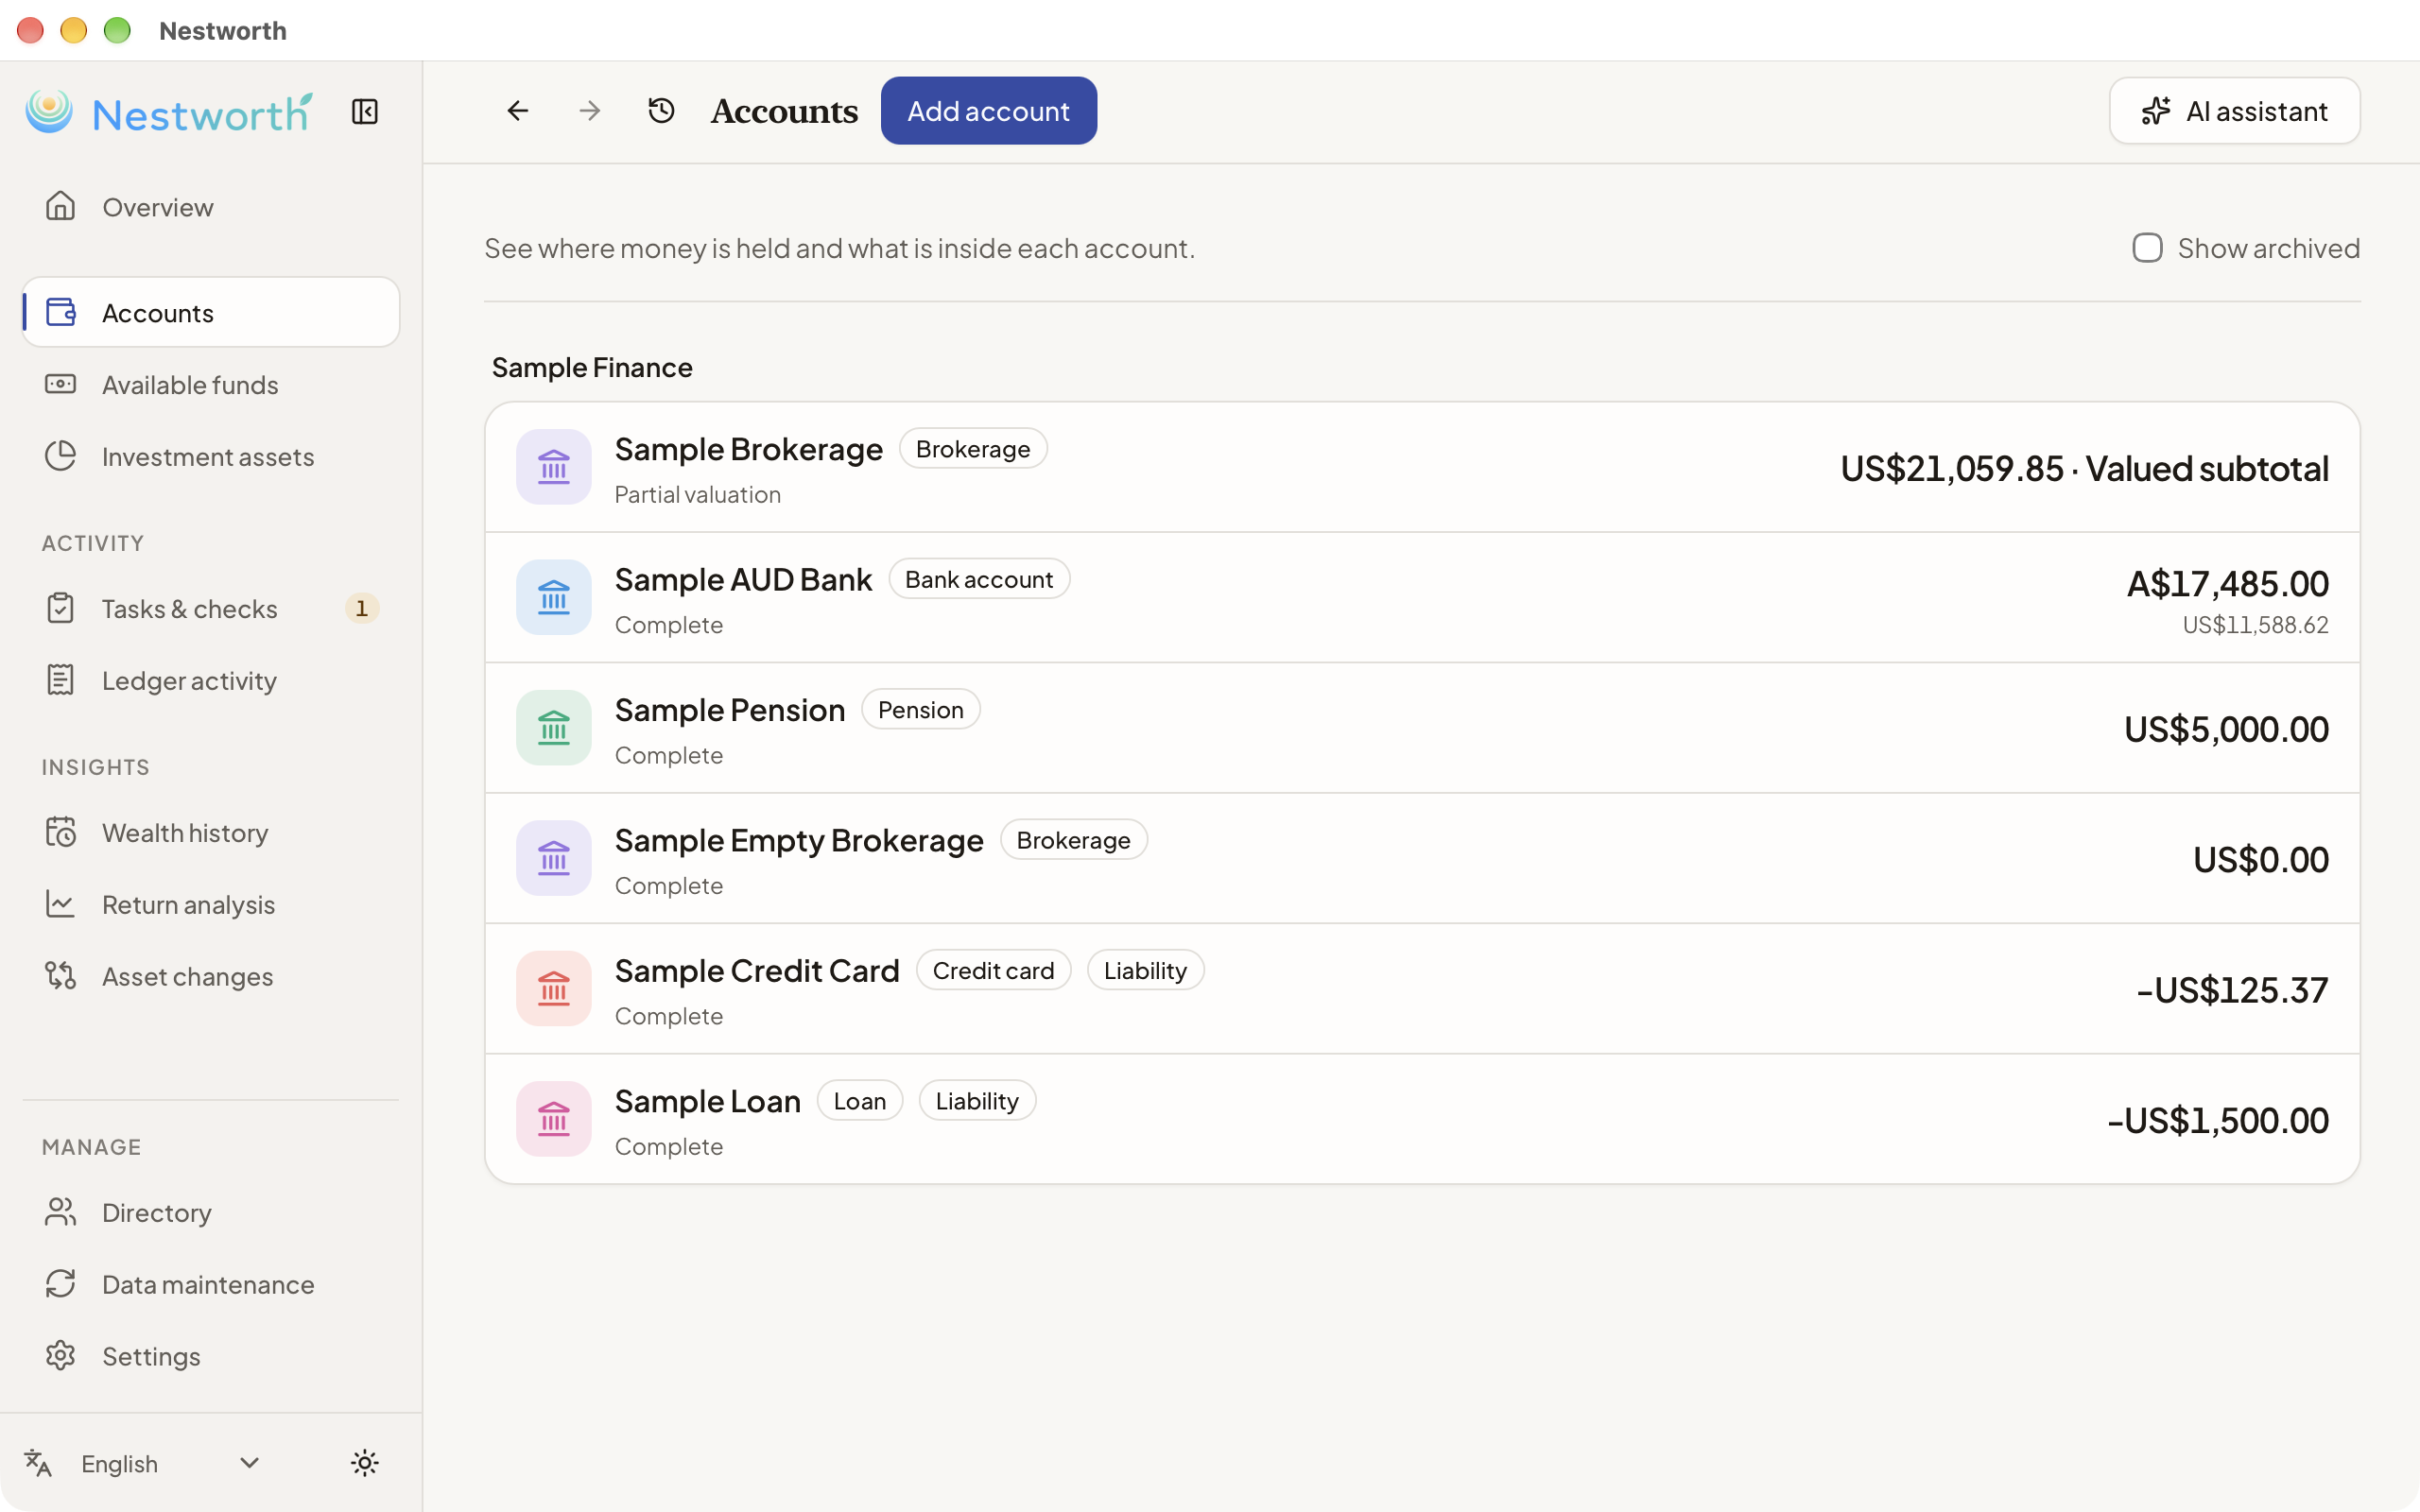 Nestworth
Nestworth
Accounts
Add account
AI assistant
Overview
Accounts
Available funds
Investment assets
ACTIVITY
Tasks & checks
1
Ledger activity
INSIGHTS
Wealth history
Return analysis
Asset changes
MANAGE
Directory
Data maintenance
Settings
English
See where money is held and what is inside each account.
Show archived
Sample Finance
Sample Brokerage Brokerage
Partial valuation
US$21,059.85 · Valued subtotal
Sample AUD Bank Bank account
Complete
A$17,485.00
US$11,588.62
Sample Pension Pension
Complete
US$5,000.00
Sample Empty Brokerage Brokerage
Complete
US$0.00
Sample Credit Card Credit card Liability
Complete
-US$125.37
Sample Loan Loan Liability
Complete
-US$1,500.00